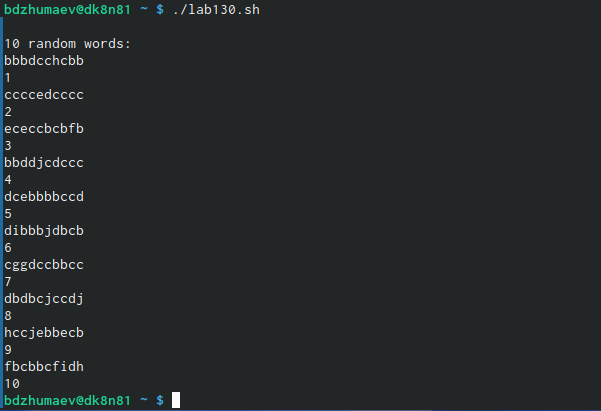 bdzhumaev@dk8n81 ~ $ ./lab130.sh
10 random words:
bbbdcchcbb
1
ccccedcccc
2
ececcbcbfb
3
bbddjcdccc
4
dcebbbbccd
5
dibbbjdbcb
6
cggdccbbcc
7
dbdbcjccdj
8
hccjebbecb
9
fbcbbcfidh
10
bdzhumaev@dk8n81 ~ $